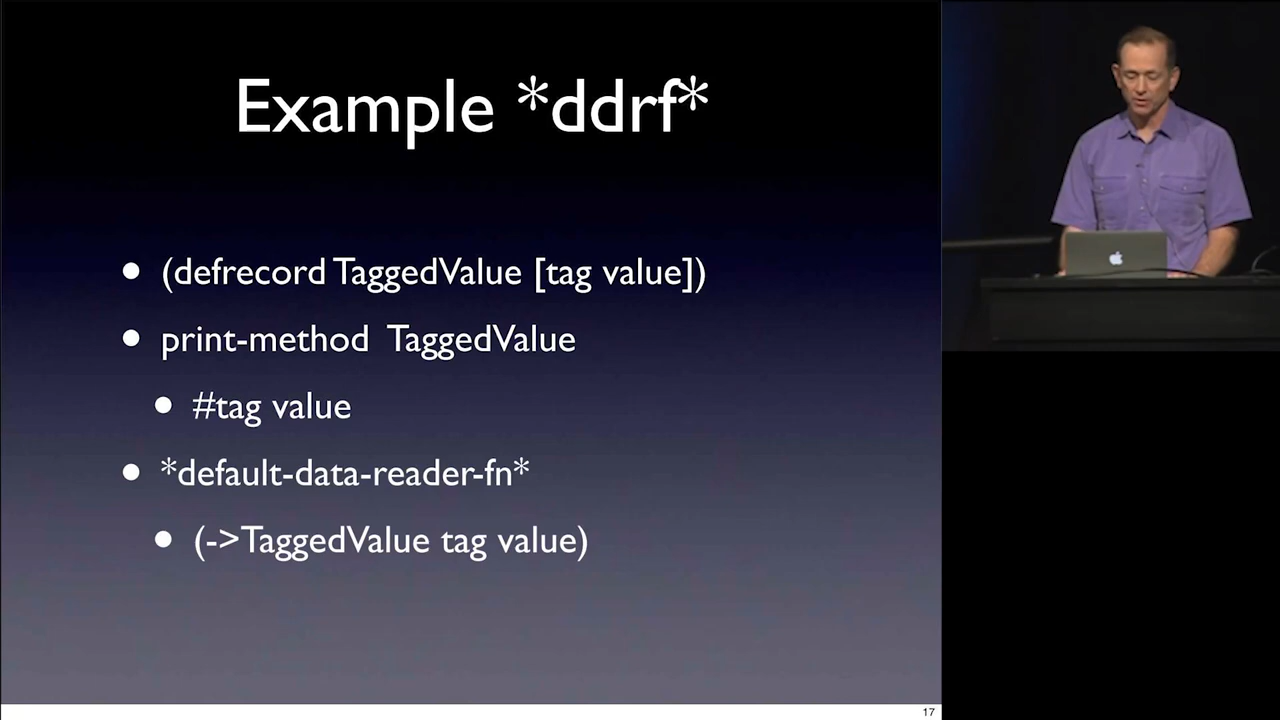 Example *ddrf*
(defrecord TaggedValue [tag value])
print-method TaggedValue
#tag value
*default-data-reader-fn*
(->TaggedValue tag value)
17